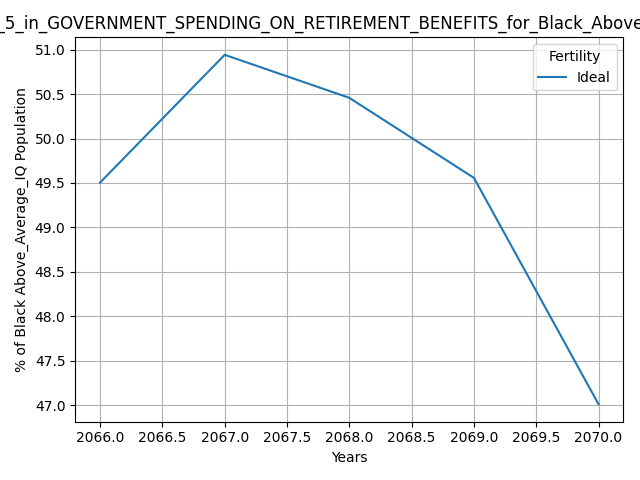 _5_in_GOVERNMENT_SPENDING_ON_RETIREMENT_BENEFITS_for_Black_Above
51.0
50.5
50.0
49.5
49.0
48.5
48.0
47.5
47.0
% of Black Above_Average_IQ Population
Fertility
Ideal
2066.0 2066.5 2067.0 2067.5 2068.0 2068.5 2069.0 2069.5 2070.0
Years